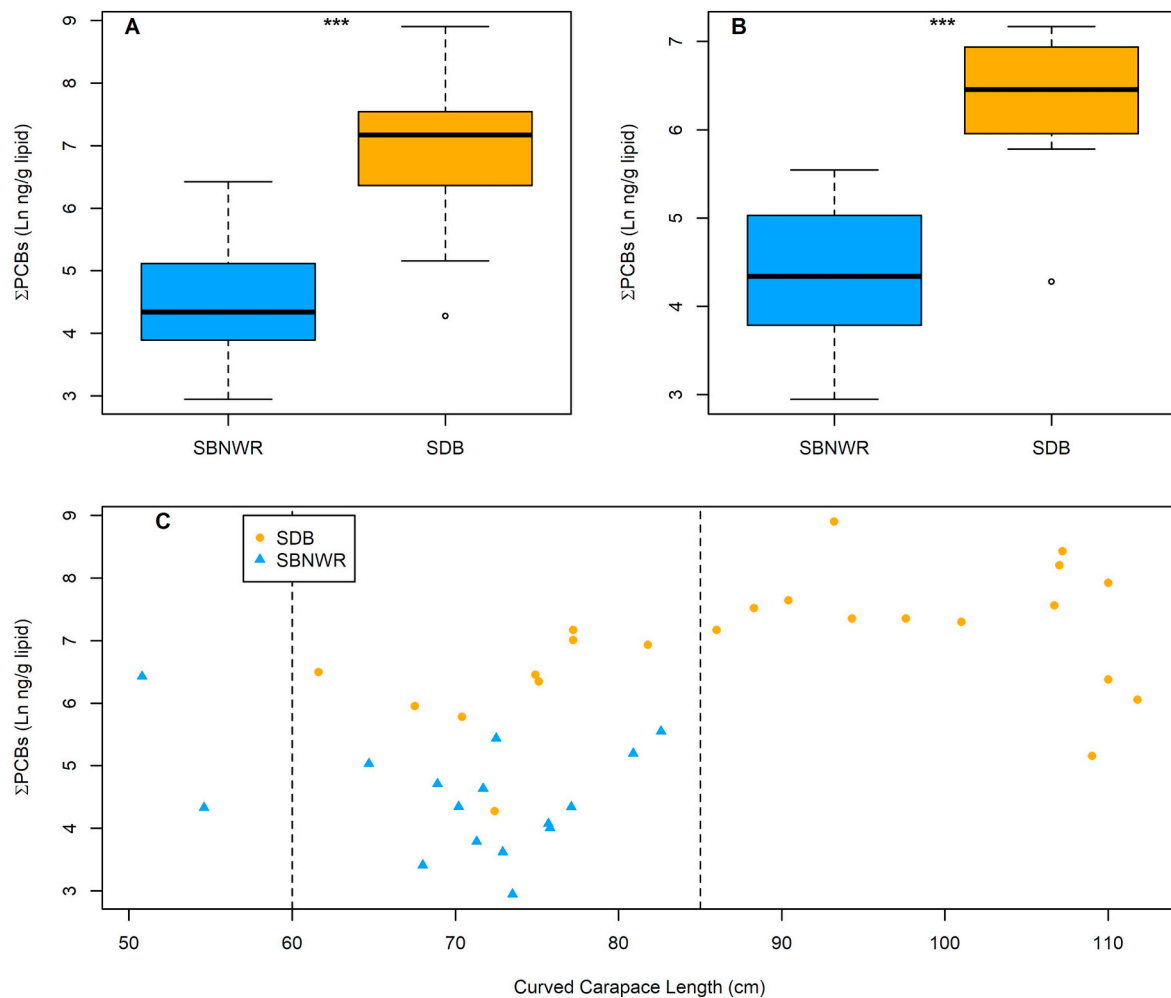 A
***
ΣPCBs (Ln ng/g lipid)
9
8
7
6
5
4
3
SBNWR
SDB
B
***
ΣPCBs (Ln ng/g lipid)
7
6
5
4
3
SBNWR
SDB
C
SDB
SBNWR
ΣPCBs (Ln ng/g lipid)
9
8
7
6
5
4
3
50 60 70 80 90 100 110
Curved Carapace Length (cm)